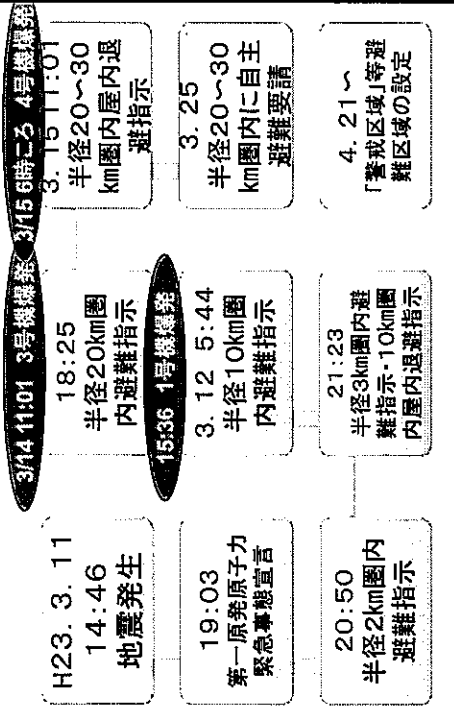 H23. 3. 11
14:46
地震発生
19:03
第一原発原子力
緊急事態宣言
20:50
半径2km圏内
避難指示
21:23
半径3km圏内避
難指示・10km圏
内屋内退避指示
3. 12 5:44
半径10km圏
内避難指示
15:36 1号機爆発
18:25
半径20km圏
内避難指示
3/14 11:01 3号機爆発
3/15 6時ころ 4号機爆発
3. 15 11:01
半径20〜30
km圏内屋内退
避指示
3. 25
半径20〜30
km圏内に自主
避難要請
4. 21〜
「警戒区域」等避
難区域の設定